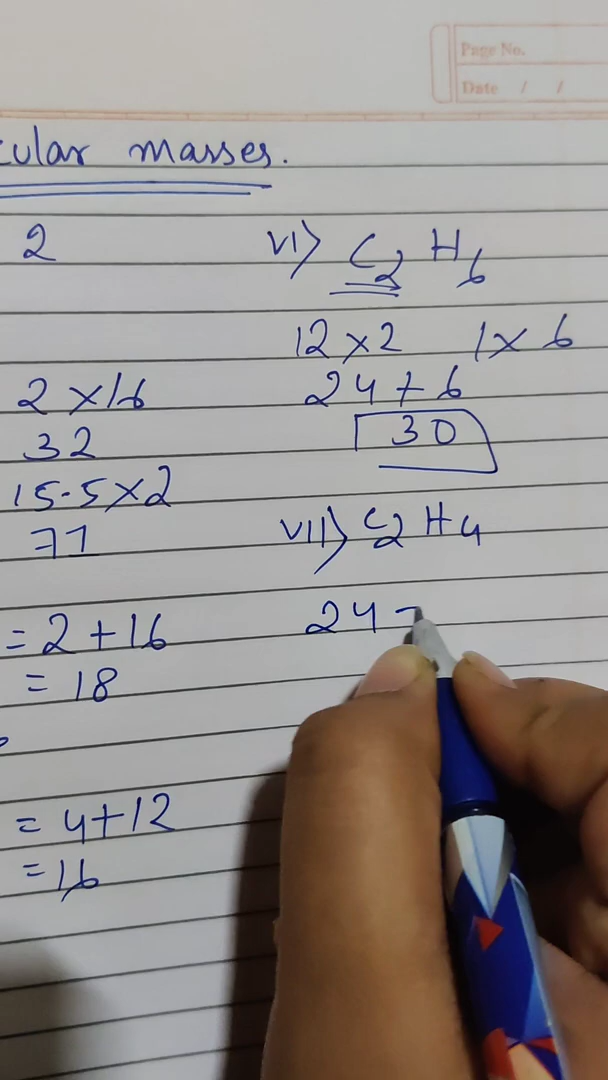 Page No.
Date / /
cular masses.
2
2 × 16
32
15.5 × 2
71
= 2 + 16
= 18
= 4 + 12
= 16
VI) C2 H6
12 × 2 1 × 6
24 + 6
30
VII) C2 H4
24 -